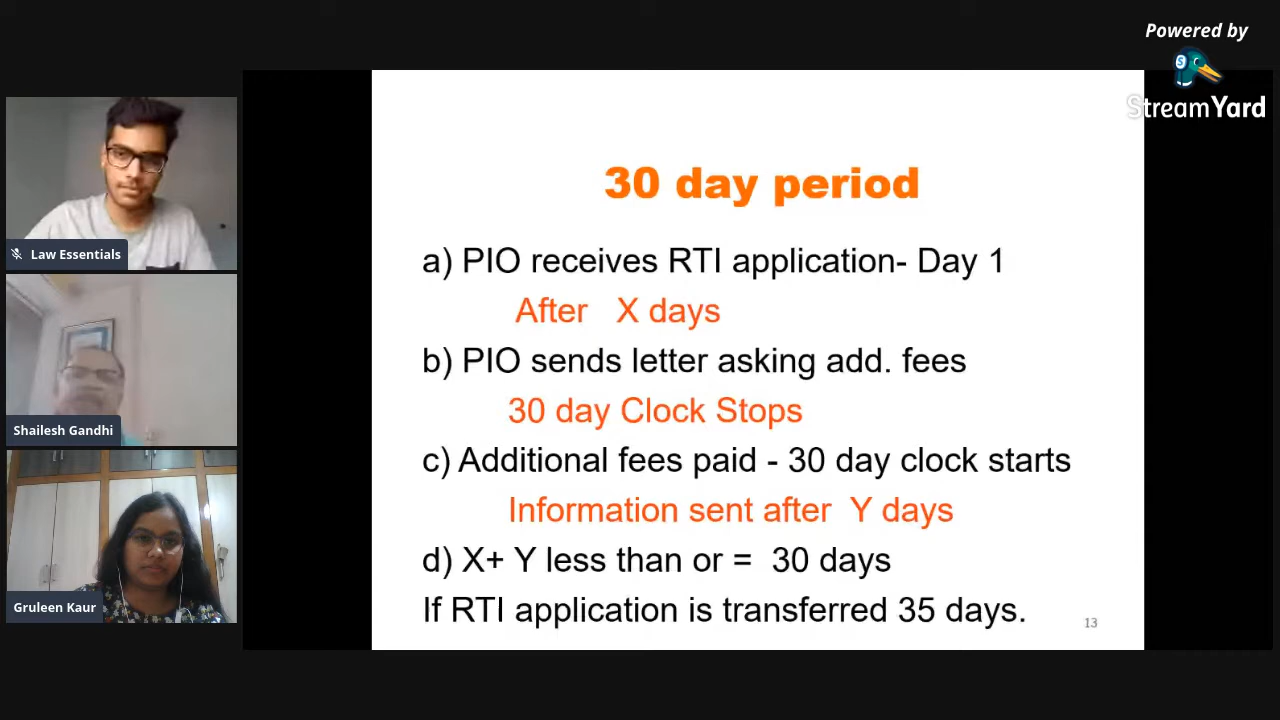 Powered by
StreamYard
Law Essentials
Shailesh Gandhi
Gruleen Kaur
30 day period
a) PIO receives RTI application- Day 1
After X days
b) PIO sends letter asking add. fees
30 day Clock Stops
c) Additional fees paid - 30 day clock starts
Information sent after Y days
d) X+ Y less than or = 30 days
If RTI application is transferred 35 days.
13